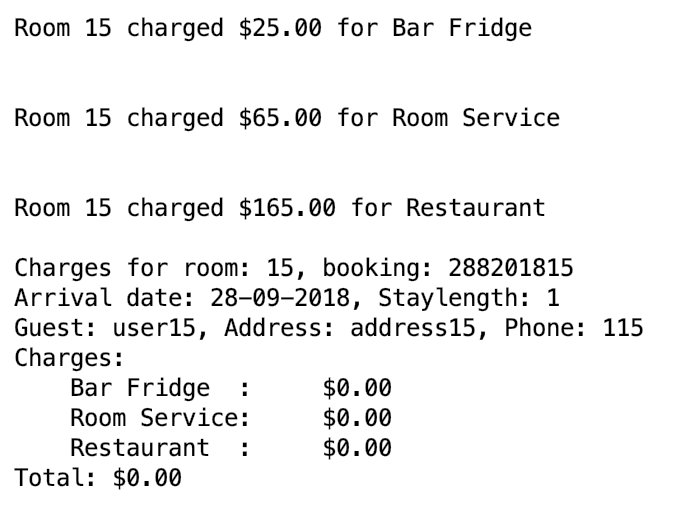 Room 15 charged $25.00 for Bar Fridge
Room 15 charged $65.00 for Room Service
Room 15 charged $165.00 for Restaurant
Charges for room: 15, booking: 288201815
Arrival date: 28-09-2018, Staylength: 1
Guest: user15, Address: address15, Phone: 115
Charges:
    Bar Fridge  :     $0.00
    Room Service:     $0.00
    Restaurant  :     $0.00
Total: $0.00